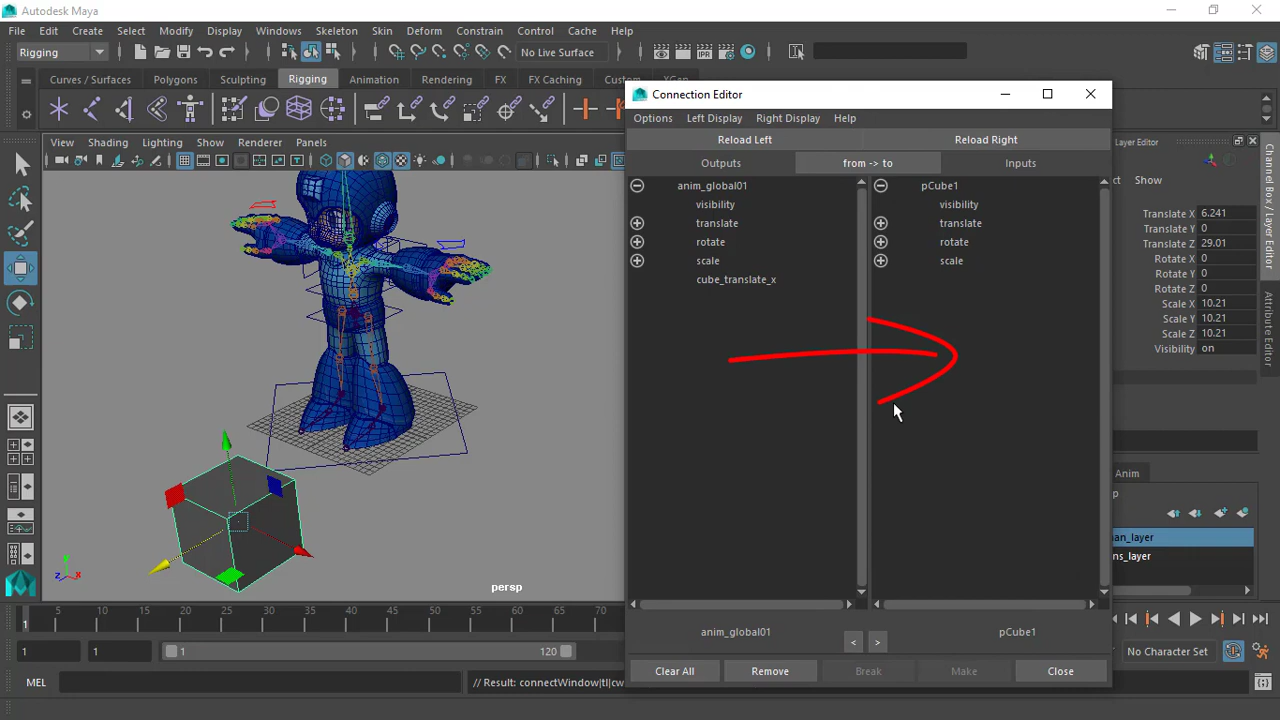 Autodesk Maya
File Edit Create Select Modify Display Windows Skeleton Skin Deform Constrain Control Cache Help
Rigging No Live Surface
Curves / Surfaces Polygons Sculpting Rigging Animation Rendering FX FX Caching Custom
View Shading Lighting Show Renderer Panels
Connection Editor
Options Left Display Right Display Help
Reload Left Reload Right
Outputs from -> to Inputs
anim_global01 pCube1
visibility visibility
translate translate
rotate rotate
scale scale
cube_translate_x
anim_global01 < > pCube1
Clear All Remove Break Make Close
Layer Editor
Show
Translate X 6.241
Translate Y 0
Translate Z 29.01
Rotate X 0
Rotate Y 0
Rotate Z 0
Scale X 10.21
Scale Y 10.21
Scale Z 10.21
Visibility on
Channel Box / Layer Editor
Attribute Editor
Anim
an_layer
ns_layer
y
z x
persp
5 10 15 20 25 30 35 40 45 50 55 60 65 70
1
1 1 1 120 No Character Set
MEL // Result: connectWindow|tl|cw